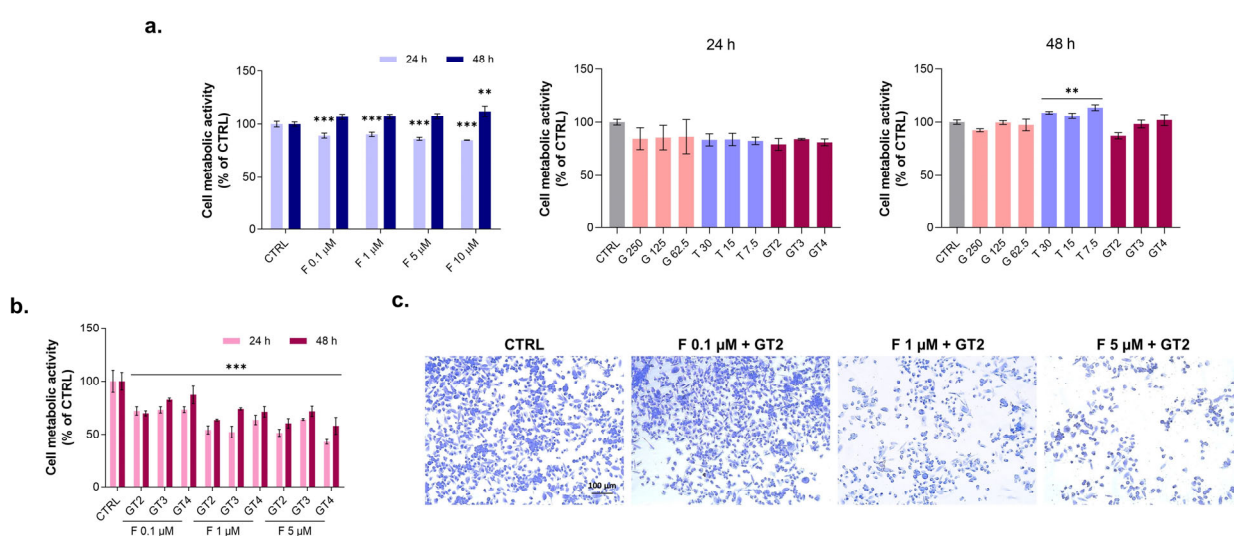 a.
24 h 48 h
Cell metabolic activity
(% of CTRL)
150
100
50
0
*** *** *** *** **
CTRL F 0.1 µM F 1 µM F 5 µM F 10 µM
24 h
Cell metabolic activity
(% of CTRL)
150
100
50
0
CTRL G 250 G 125 G 62.5 T 30 T 15 T 7.5 GT2 GT3 GT4
48 h
Cell metabolic activity
(% of CTRL)
150
100
50
0
**
CTRL G 250 G 125 G 62.5 T 30 T 15 T 7.5 GT2 GT3 GT4
b.
24 h 48 h
Cell metabolic activity
(% of CTRL)
150
100
50
0
***
CTRL GT2 GT3 GT4 GT2 GT3 GT4 GT2 GT3 GT4
F 0.1 µM F 1 µM F 5 µM
c.
CTRL F 0.1 µM + GT2 F 1 µM + GT2 F 5 µM + GT2
100 µm